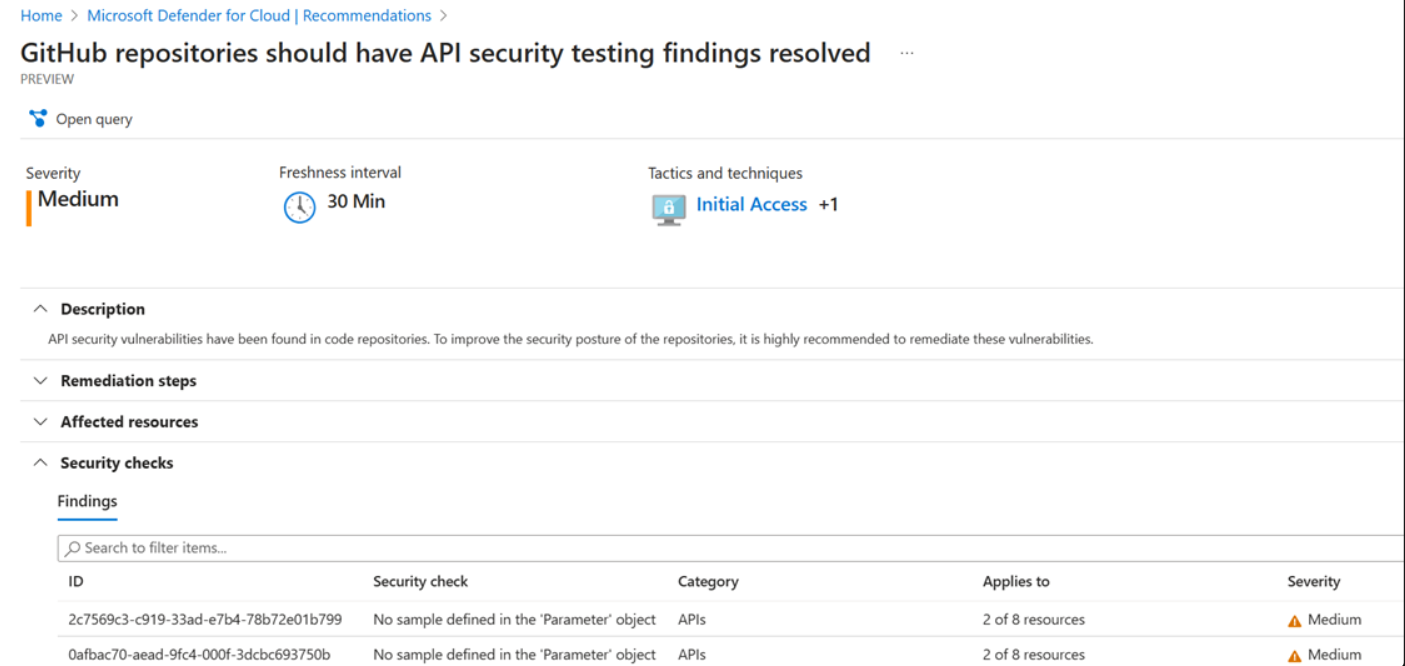 Home > Microsoft Defender for Cloud | Recommendations >
GitHub repositories should have API security testing findings resolved ...
PREVIEW
Open query
Severity Freshness interval Tactics and techniques
Medium 30 Min Initial Access +1
Description
API security vulnerabilities have been found in code repositories. To improve the security posture of the repositories, it is highly recommended to remediate these vulnerabilities.
Remediation steps
Affected resources
Security checks
Findings
Search to filter items...
ID Security check Category Applies to Severity
2c7569c3-c919-33ad-e7b4-78b72e01b799 No sample defined in the 'Parameter' object APIs 2 of 8 resources Medium
0afbac70-aead-9fc4-000f-3dcbc693750b No sample defined in the 'Parameter' object APIs 2 of 8 resources Medium